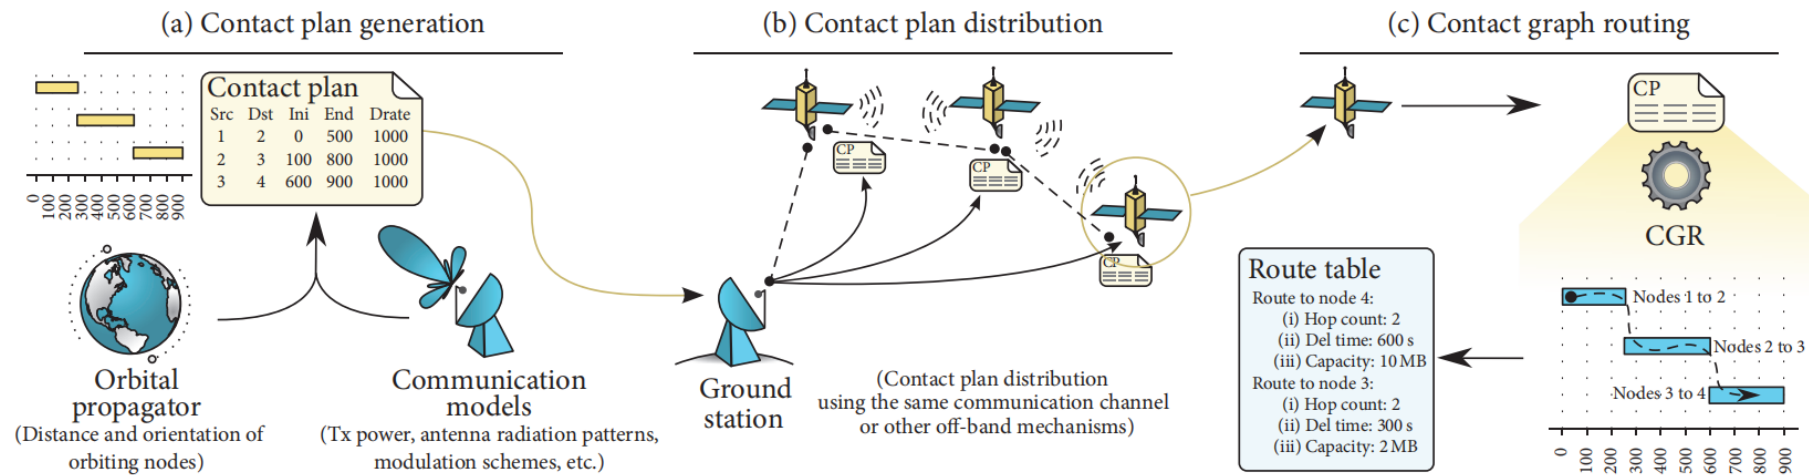 (a) Contact plan generation
Contact plan
Src Dst Ini End Drate
1 2 0 500 1000
2 3 100 800 1000
3 4 600 900 1000
0 100 200 300 400 500 600 700 800 900
Orbital
propagator
(Distance and orientation of
orbiting nodes)
Communication
models
(Tx power, antenna radiation patterns,
modulation schemes, etc.)
(b) Contact plan distribution
CP
CP
CP
Ground
station
(Contact plan distribution
using the same communication channel
or other off-band mechanisms)
(c) Contact graph routing
CP
CGR
Route table
Route to node 4:
(i) Hop count: 2
(ii) Del time: 600 s
(iii) Capacity: 10 MB
Route to node 3:
(i) Hop count: 2
(ii) Del time: 300 s
(iii) Capacity: 2 MB
Nodes 1 to 2
Nodes 2 to 3
Nodes 3 to 4
0 100 200 300 400 500 600 700 800 900